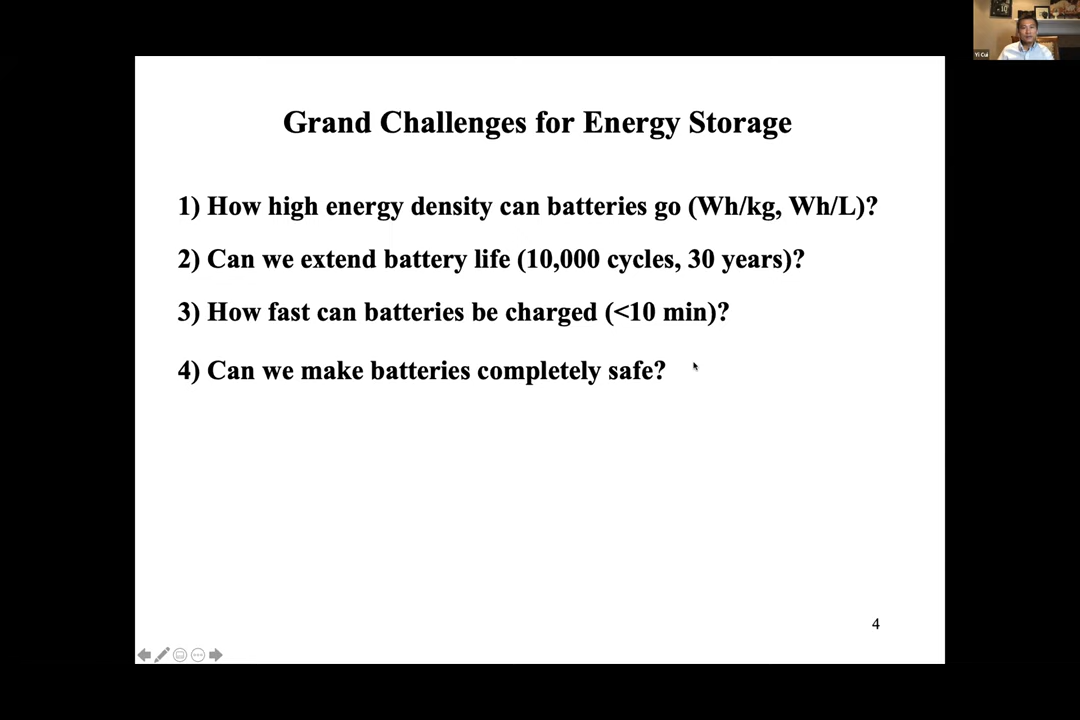 Yi Cui
Grand Challenges for Energy Storage
1) How high energy density can batteries go (Wh/kg, Wh/L)?
2) Can we extend battery life (10,000 cycles, 30 years)?
3) How fast can batteries be charged (<10 min)?
4) Can we make batteries completely safe?
4